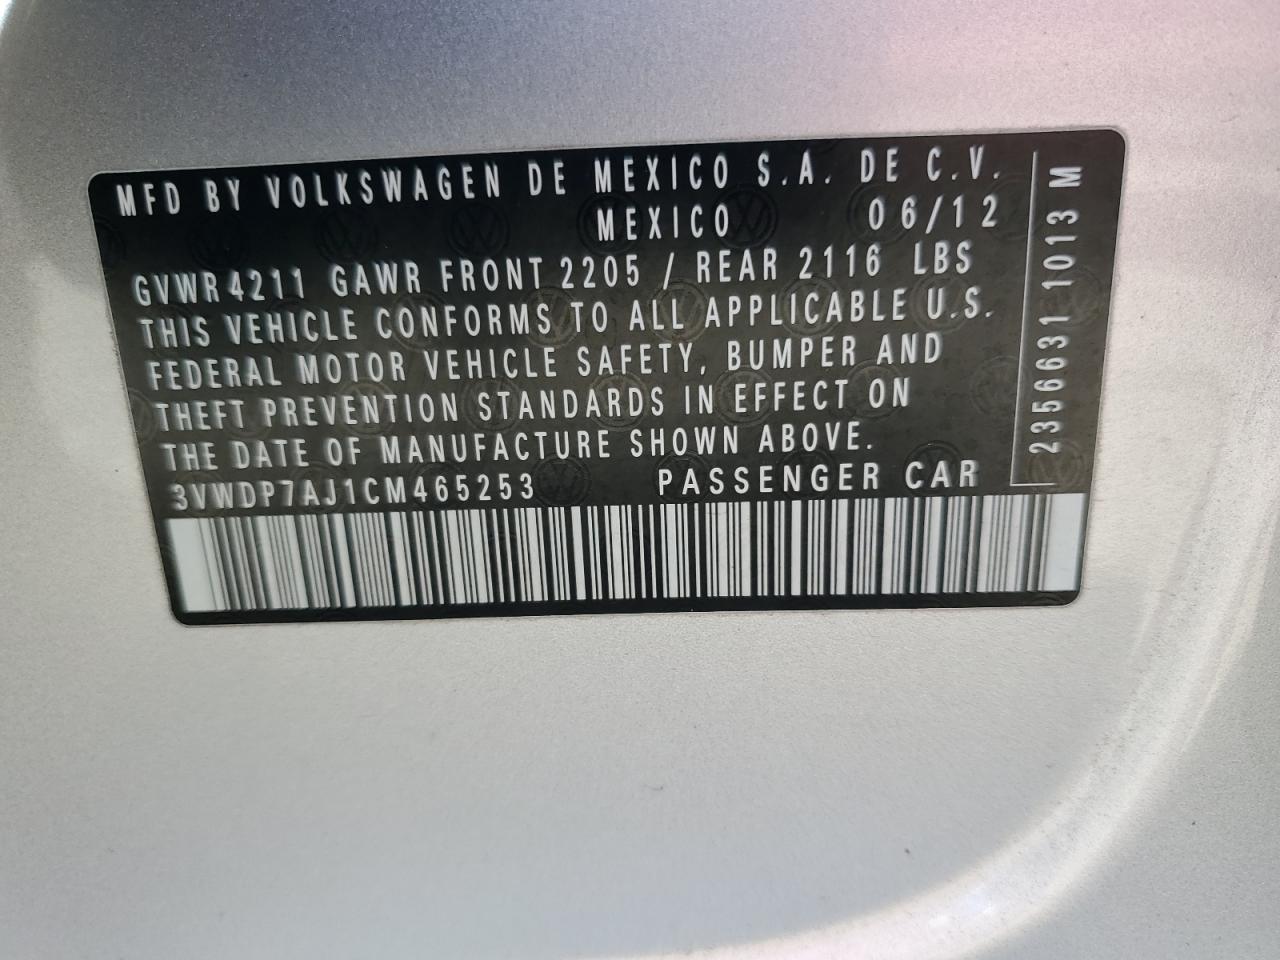 MFD BY VOLKSWAGEN DE MEXICO S.A. DE C.V.
MEXICO 06/12
GVWR 4211 GAWR FRONT 2205 / REAR 2116 LBS
THIS VEHICLE CONFORMS TO ALL APPLICABLE U.S.
FEDERAL MOTOR VEHICLE SAFETY, BUMPER AND
THEFT PREVENTION STANDARDS IN EFFECT ON
THE DATE OF MANUFACTURE SHOWN ABOVE.
3VWDP7AJ1CM465253 PASSENGER CAR
2356631 1013 M